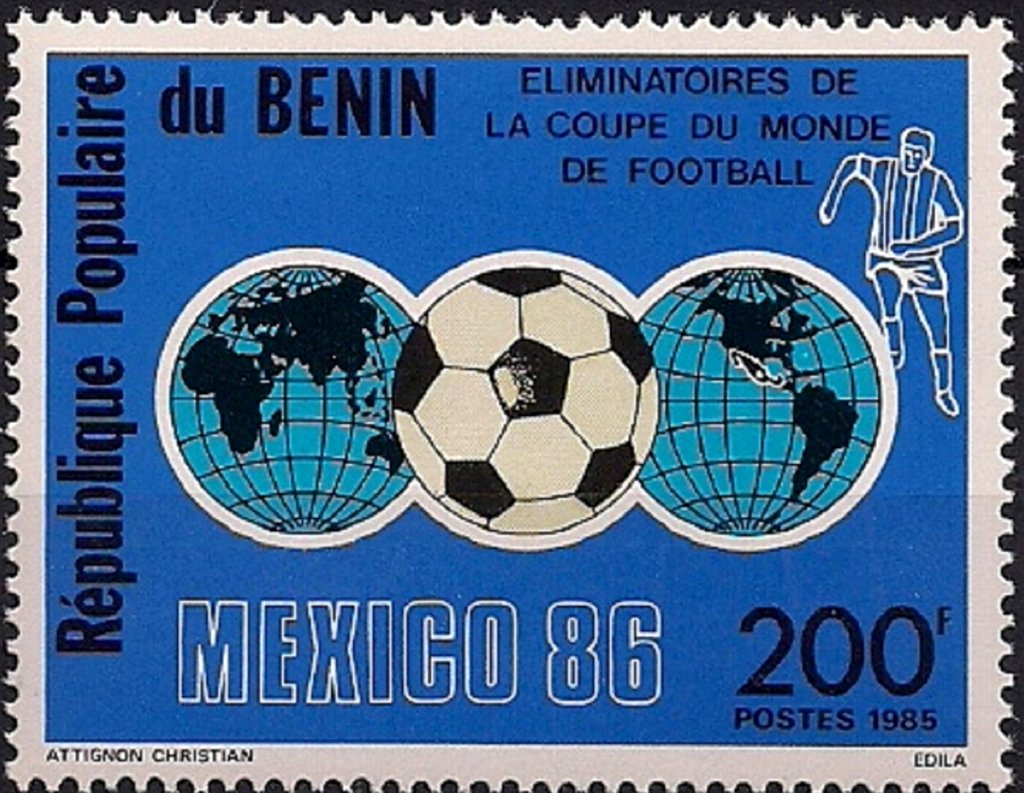 République Populaire
du BENIN
ELIMINATOIRES DE
LA COUPE DU MONDE
DE FOOTBALL
MEXICO 86
200F
POSTES 1985
ATTIGNON CHRISTIAN
EDILA